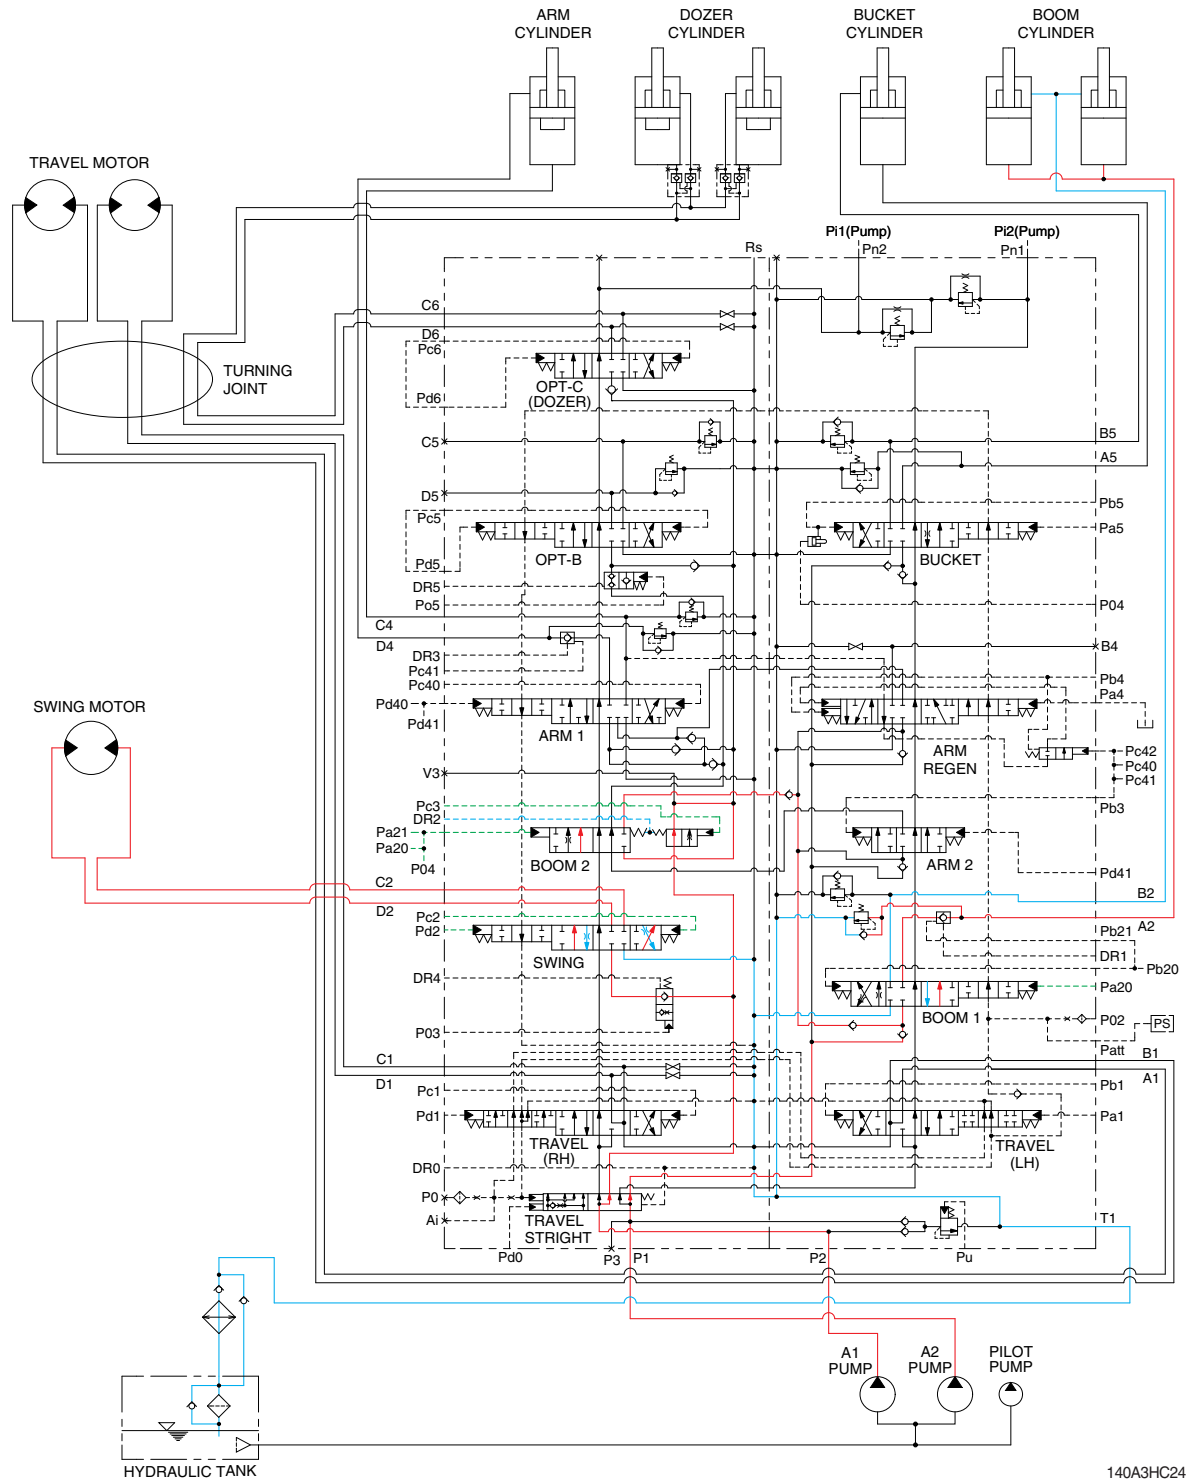 ARM
CYLINDER
DOZER
CYLINDER
BUCKET
CYLINDER
BOOM
CYLINDER
TRAVEL MOTOR
TURNING
JOINT
SWING MOTOR
Pi1(Pump)
Pn2
Pi2(Pump)
Pn1
Rs
C6
D6
Pc6
Pd6
OPT-C
(DOZER)
C5
D5
Pc5
Pd5
OPT-B
DR5
Po5
B5
A5
Pb5
Pa5
BUCKET
P04
C4
D4
DR3
Pc41
Pc40
Pd40
Pd41
ARM 1
B4
Pb4
Pa4
ARM
REGEN
Pc42
Pc40
Pc41
V3
Pc3
DR2
Pa21
Pa20
P04
BOOM 2
Pb3
ARM 2
Pd41
C2
D2
Pc2
Pd2
SWING
B2
A2
Pb21
DR1
Pb20
Pa20
BOOM 1
DR4
P03
P02
PS
Patt
C1
D1
Pc1
Pd1
TRAVEL
(RH)
B1
A1
Pb1
Pa1
TRAVEL
(LH)
DR0
P0
Ai
TRAVEL
STRIGHT
Pd0
P3
P1
P2
Pu
T1
A1
PUMP
A2
PUMP
PILOT
PUMP
HYDRAULIC TANK
140A3HC24